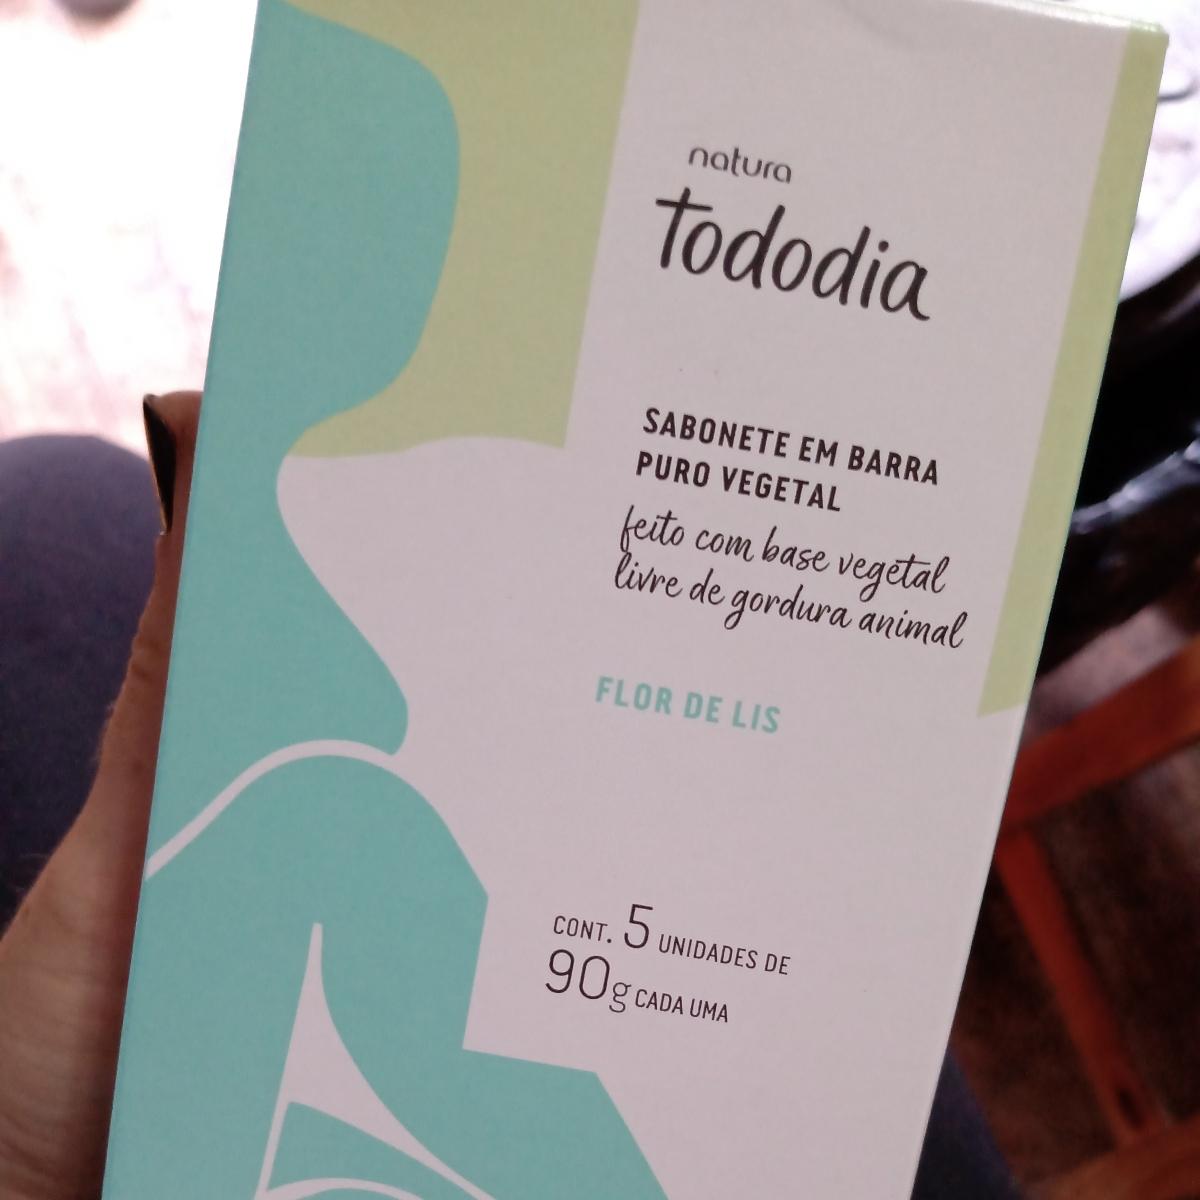 natura
tododia
SABONETE EM BARRA
PURO VEGETAL
feito com base vegetal
livre de gordura animal
FLOR DE LIS
CONT. 5 UNIDADES DE
90g CADA UMA